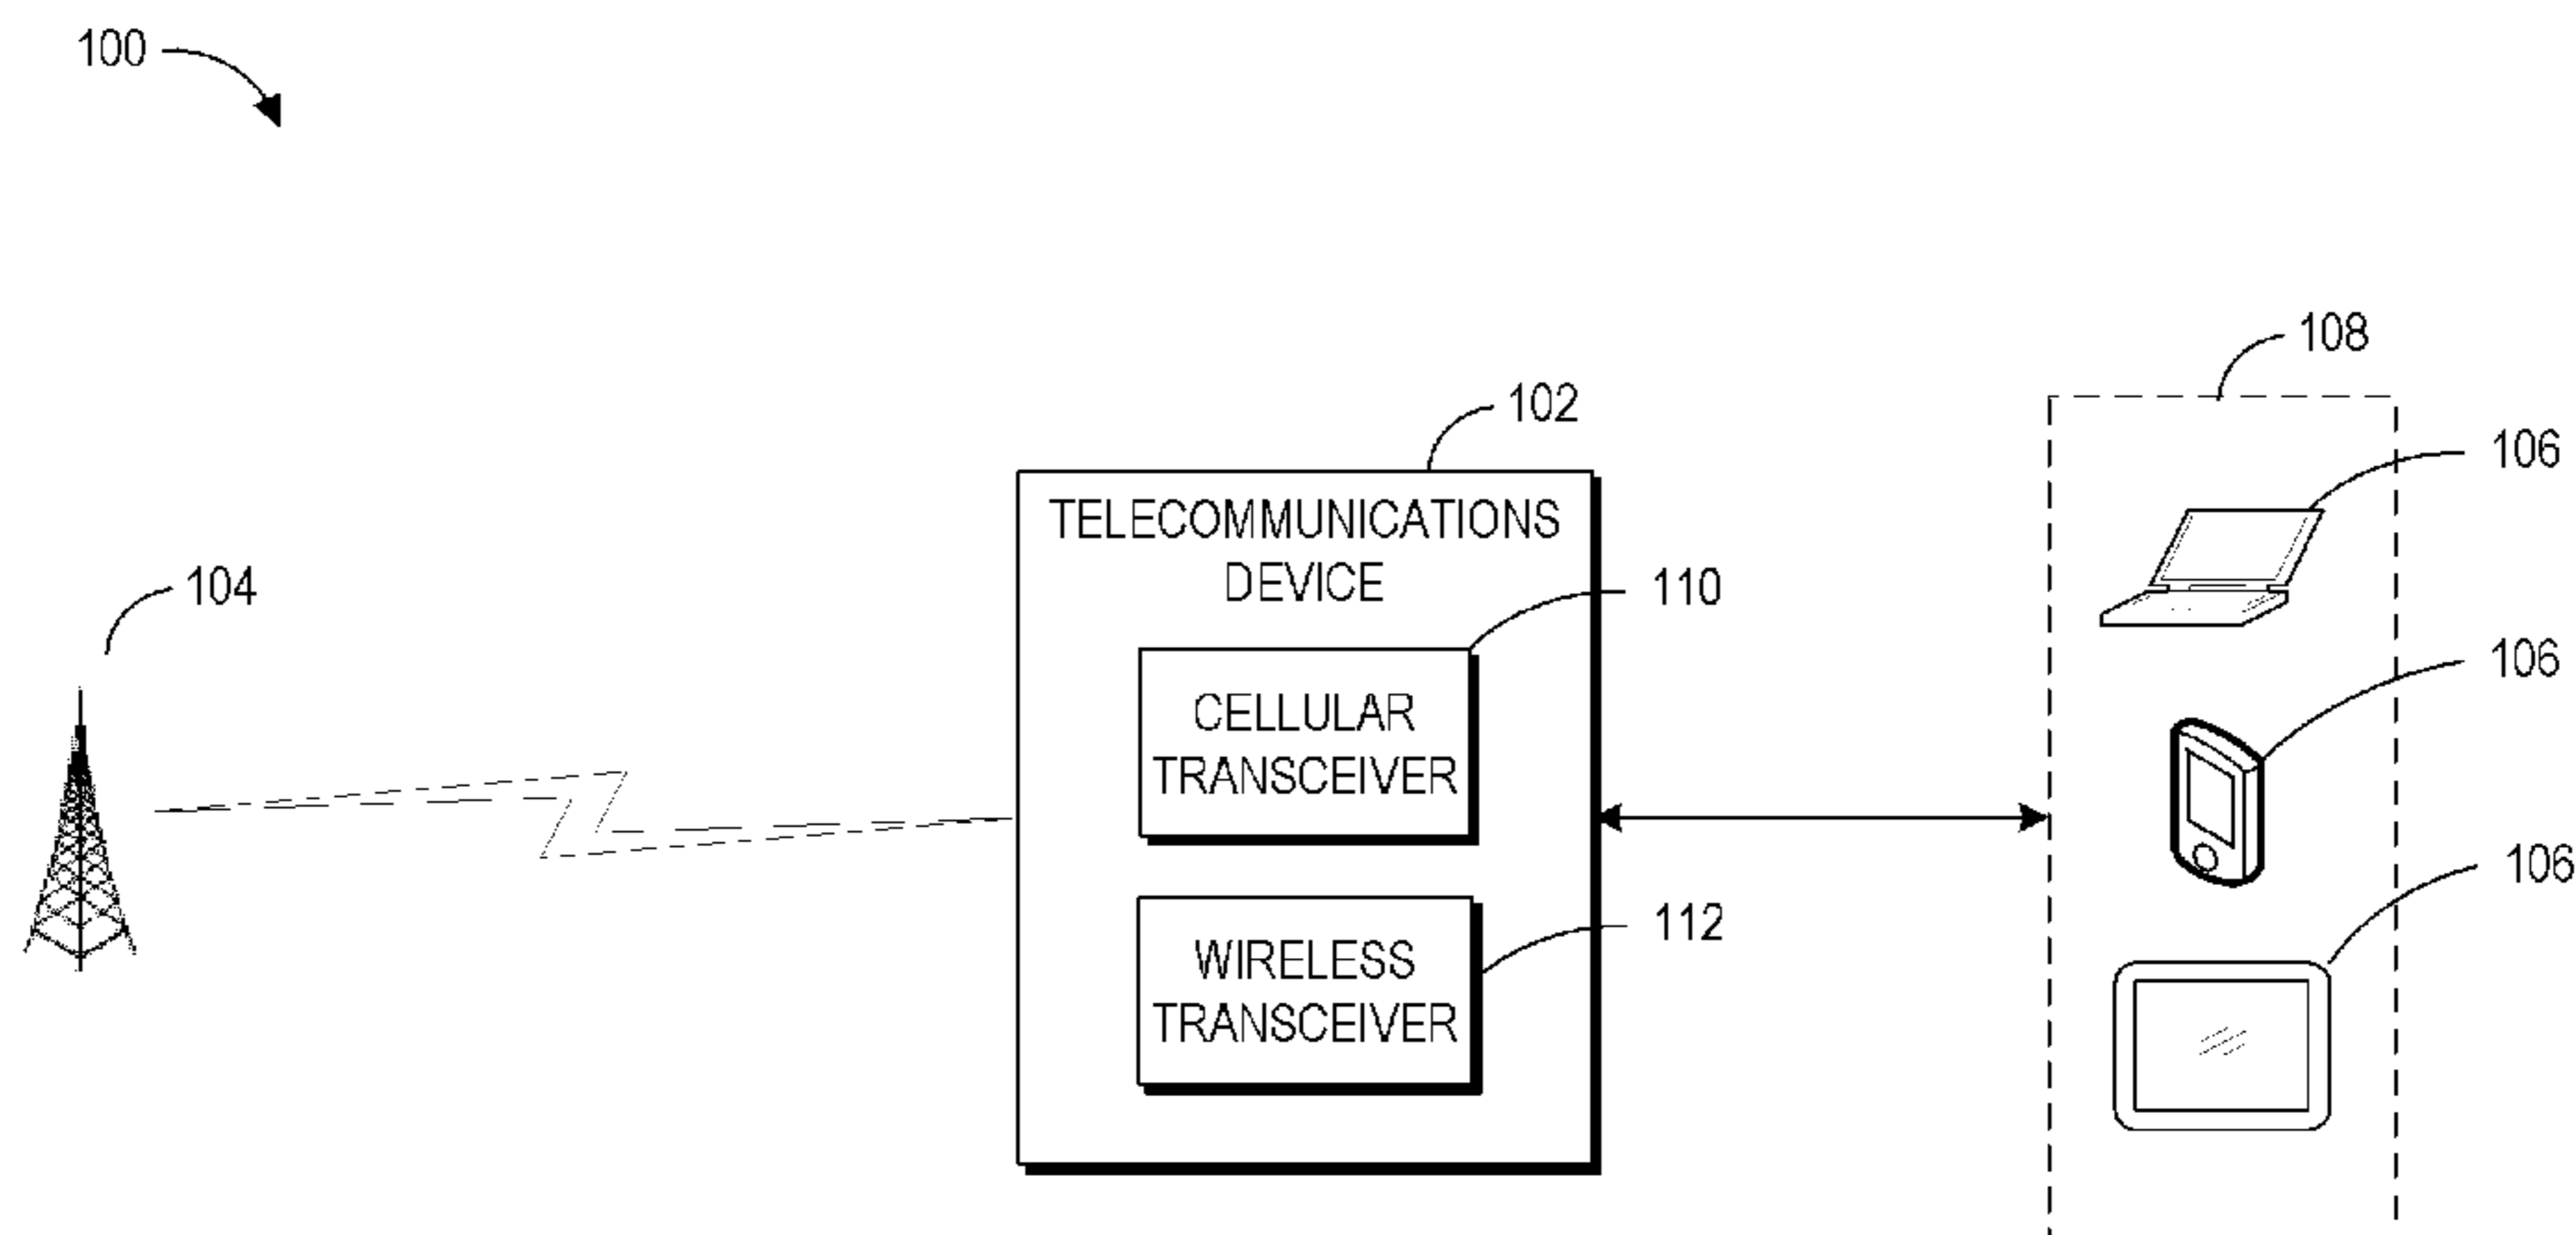 100
108
102
106
TELECOMMUNICATIONS
DEVICE
104
110
106
CELLULAR
TRANSCEIVER
106
112
WIRELESS
TRANSCEIVER